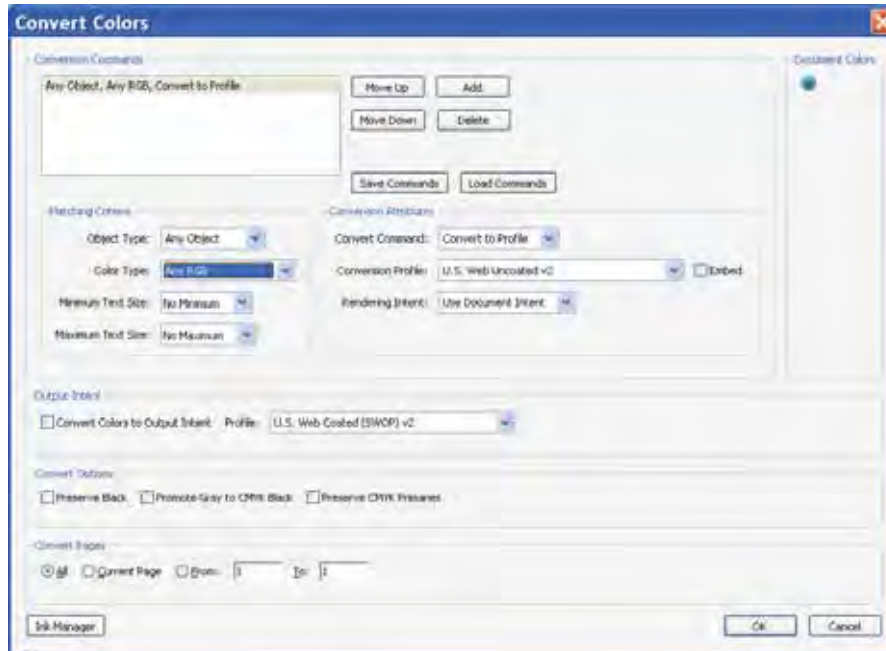 Convert Colors
Conversion Commands
Document Colors
Any Object, Any RGB, Convert to Profile
Move Up
Add
Move Down
Delete
Save Commands
Load Commands
Matching Criteria
Conversion Attributes
Object Type: Any Object
Convert Command: Convert to Profile
Color Type: Any RGB
Conversion Profile: U.S. Web Uncoated v2
Embed
Minimum Text Size: No Minimum
Rendering Intent: Use Document Intent
Maximum Text Size: No Maximum
Output Intent
Convert Colors to Output Intent Profile: U.S. Web Coated (SWOP) v2
Convert Options
Preserve Black Promote Gray to CMYK Black Preserve CMYK Primaries
Convert Pages
All Current Page From: 1 To: 1
Ink Manager
OK
Cancel